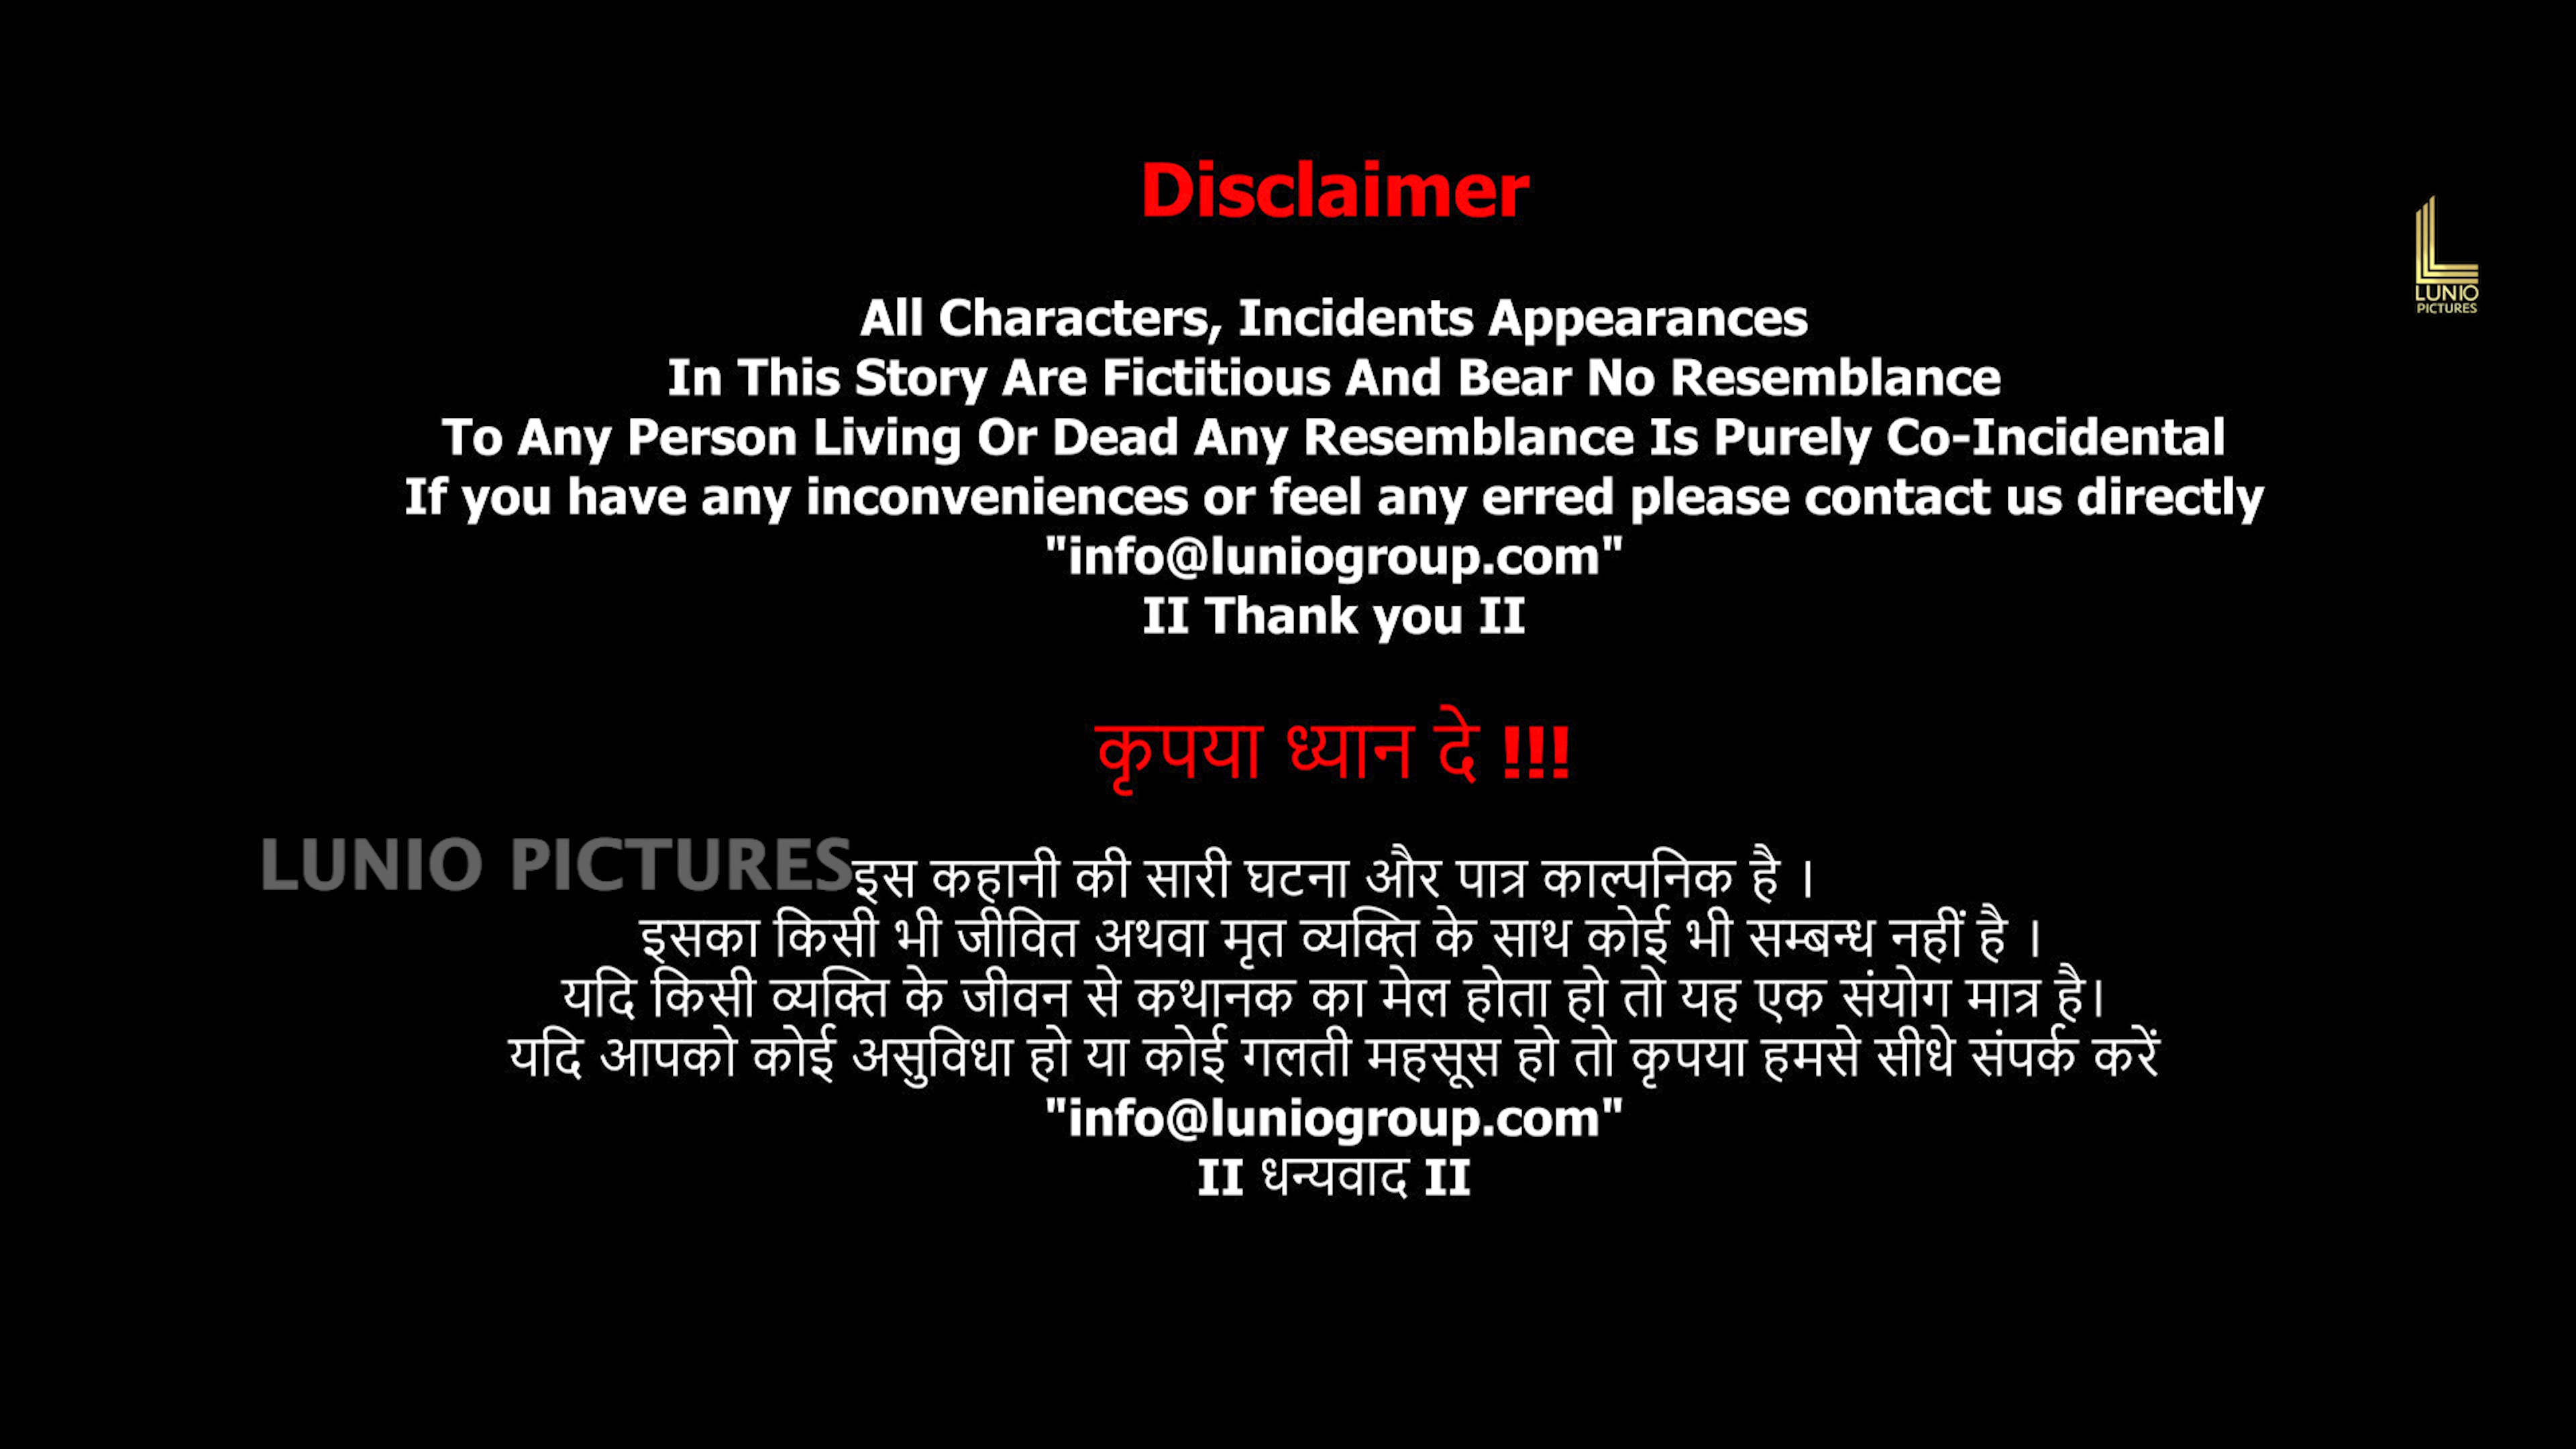 Disclaimer
LUNIO
PICTURES
All Characters, Incidents Appearances
In This Story Are Fictitious And Bear No Resemblance
To Any Person Living Or Dead Any Resemblance Is Purely Co-Incidental
If you have any inconveniences or feel any erred please contact us directly
"info@luniogroup.com"
II Thank you II
कृपया ध्यान दे !!!
LUNIO PICTURES
इस कहानी की सारी घटना और पात्र काल्पनिक है ।
इसका किसी भी जीवित अथवा मृत व्यक्ति के साथ कोई भी सम्बन्ध नहीं है ।
यदि किसी व्यक्ति के जीवन से कथानक का मेल होता हो तो यह एक संयोग मात्र है।
यदि आपको कोई असुविधा हो या कोई गलती महसूस हो तो कृपया हमसे सीधे संपर्क करें
"info@luniogroup.com"
II धन्यवाद II